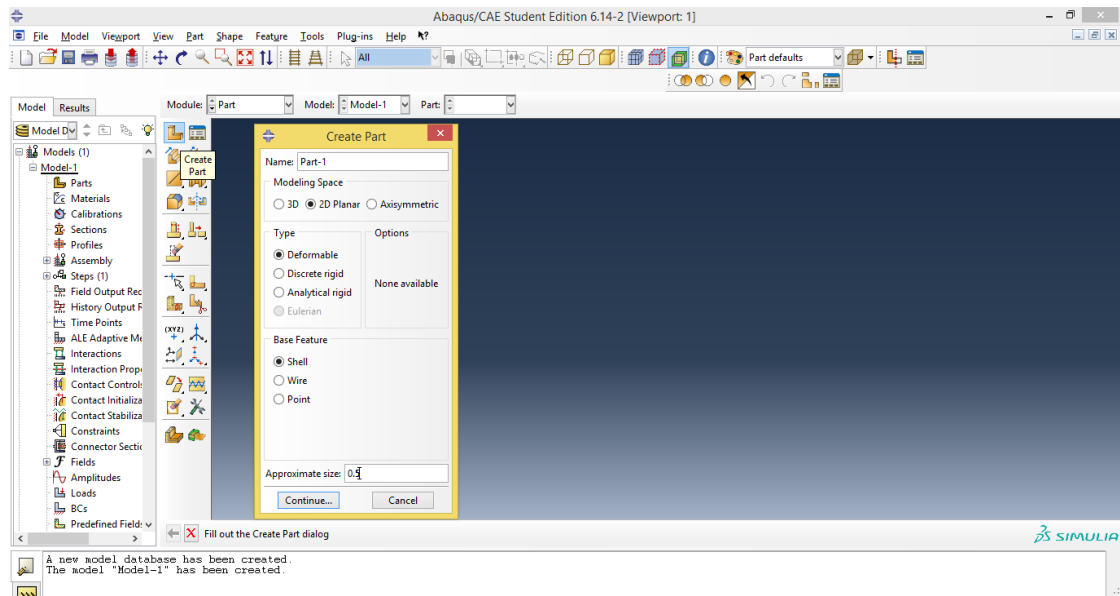 Abaqus/CAE Student Edition 6.14-2 [Viewport: 1]
File Model Viewport View Part Shape Feature Tools Plug-ins Help
All
Part defaults
Model Results
Module: Part Model: Model-1 Part:
Model D
Models (1)
Model-1
Parts
Materials
Calibrations
Sections
Profiles
Assembly
Steps (1)
Field Output Rec
History Output R
Time Points
ALE Adaptive Me
Interactions
Interaction Prop
Contact Controls
Contact Initializa
Contact Stabiliza
Constraints
Connector Sectio
Fields
Amplitudes
Loads
BCs
Predefined Fields
Create
Part
(XYZ)
Create Part
Name: Part-1
Modeling Space
3D 2D Planar Axisymmetric
Type
Deformable
Discrete rigid
Analytical rigid
Eulerian
Options
None available
Base Feature
Shell
Wire
Point
Approximate size: 0.5
Continue... Cancel
Fill out the Create Part dialog
SIMULIA
A new model database has been created.
The model "Model-1" has been created.